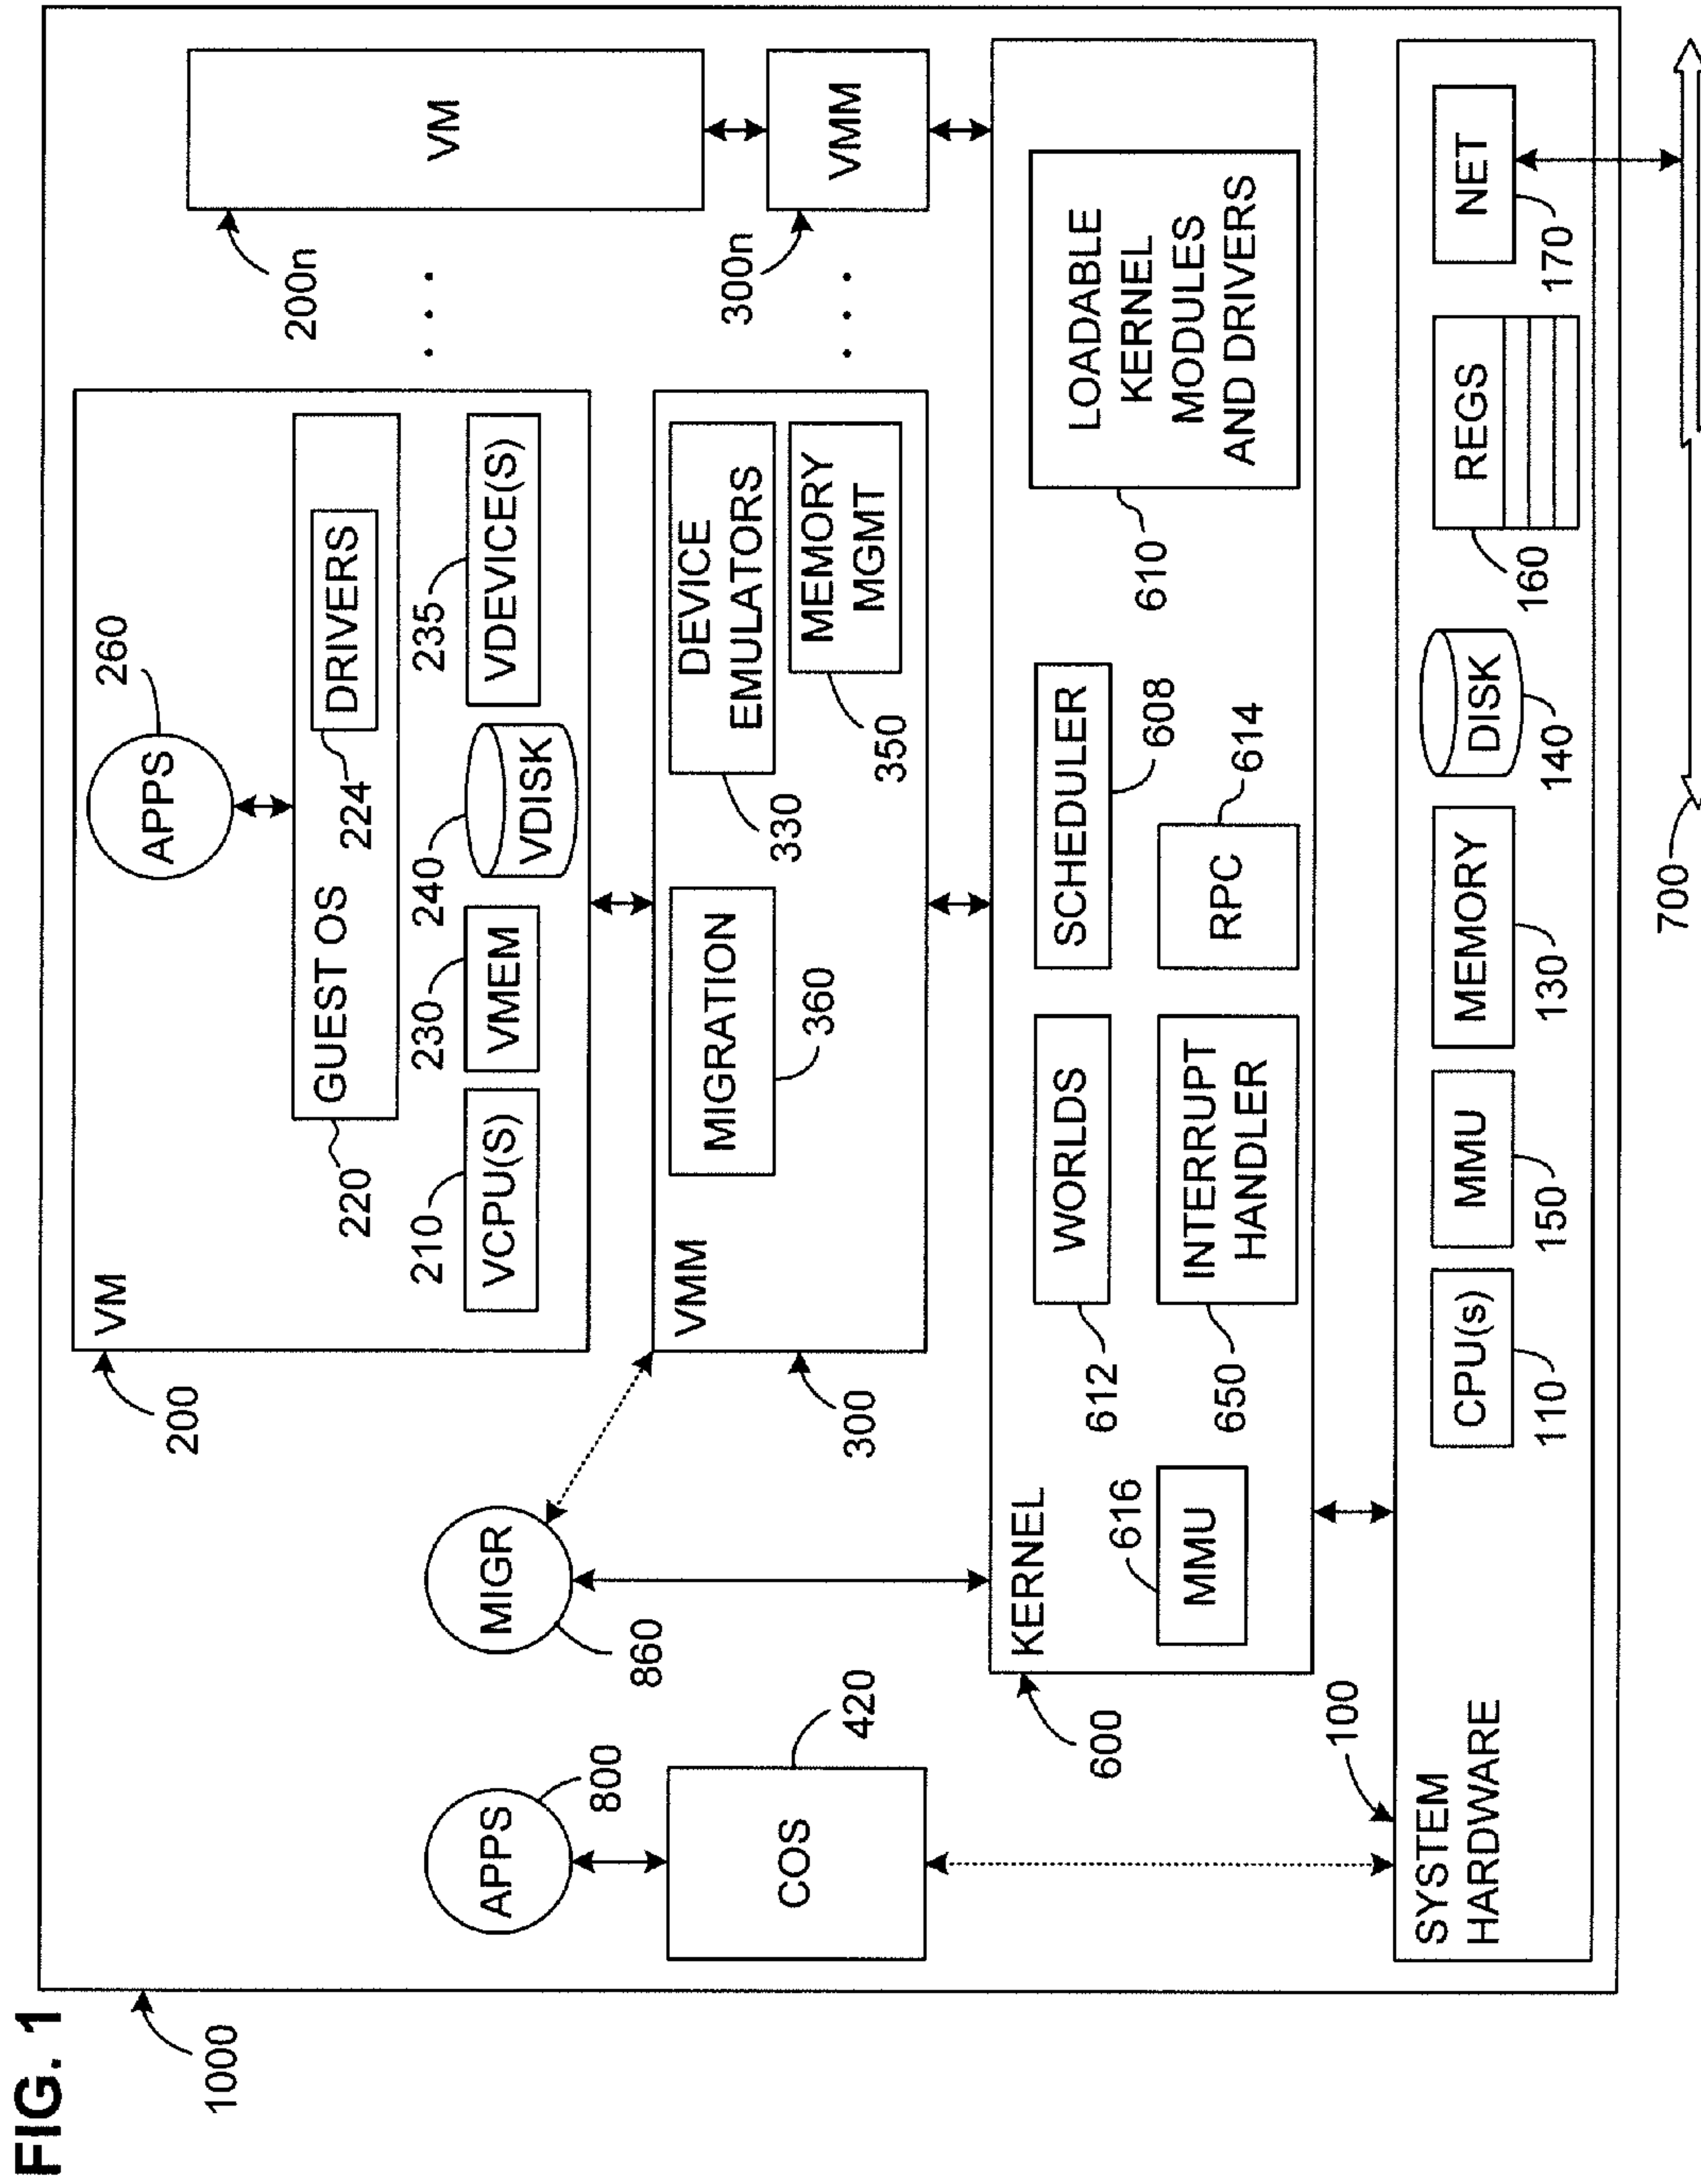 FIG. 1
1000
VM
200
APPS
260
GUEST OS
220
DRIVERS
224
210
VCPU(S)
230
VMEM
240
VDISK
235
VDEVICE(S)
200n
VM
. . .
APPS
800
MIGR
860
COS
420
VMM
300
MIGRATION
360
DEVICE
EMULATORS
330
MEMORY
MGMT
350
300n
VMM
. . .
KERNEL
600
616
MMU
WORLDS
612
INTERRUPT
HANDLER
650
SCHEDULER
608
RPC
614
LOADABLE
KERNEL
MODULES
AND DRIVERS
610
100
SYSTEM
HARDWARE
CPU(s)
110
MMU
150
MEMORY
130
DISK
140
REGS
160
NET
170
700